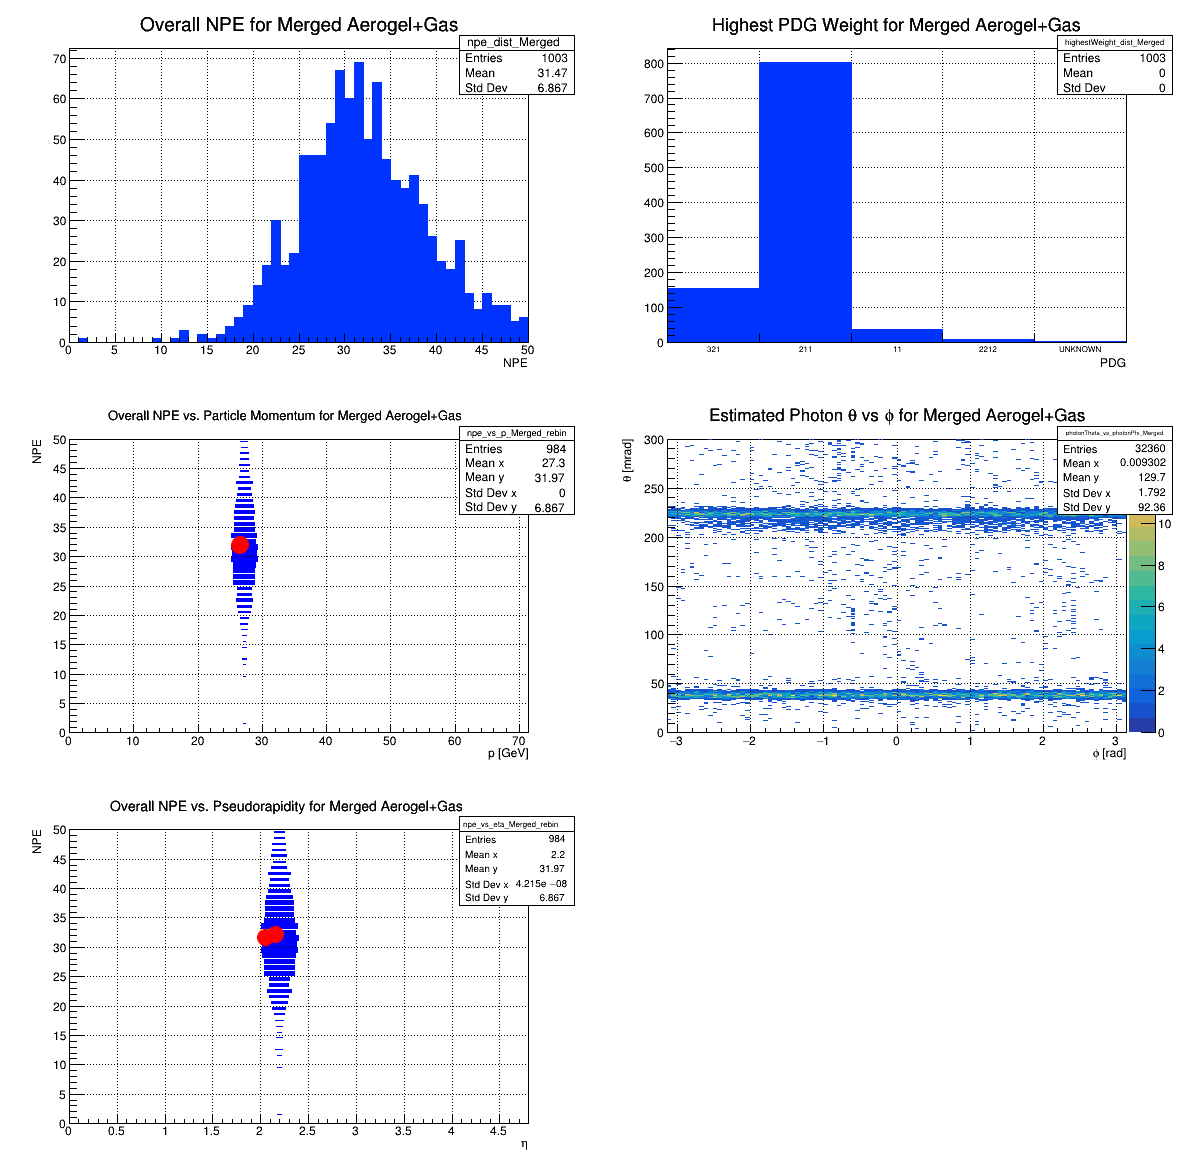 Overall NPE for Merged Aerogel+Gas
npe_dist_Merged
Entries 1003
Mean 31.47
Std Dev 6.867
70
60
50
40
30
20
10
0
0 5 10 15 20 25 30 35 40 45 50
NPE
Highest PDG Weight for Merged Aerogel+Gas
highestWeight_dist_Merged
Entries 1003
Mean 0
Std Dev 0
800
700
600
500
400
300
200
100
0
321 211 11 2212 UNKNOWN
PDG
Overall NPE vs. Particle Momentum for Merged Aerogel+Gas
npe_vs_p_Merged_rebin
Entries 984
Mean x 27.3
Mean y 31.97
Std Dev x 0
Std Dev y 6.867
NPE
50
45
40
35
30
25
20
15
10
5
0
0 10 20 30 40 50 60 70
p [GeV]
Estimated Photon θ vs ϕ for Merged Aerogel+Gas
photonTheta_vs_photonPhi_Merged
Entries 32360
Mean x 0.009302
Mean y 129.7
Std Dev x 1.792
Std Dev y 92.36
θ [mrad]
300
250
200
150
100
50
0
−3 −2 −1 0 1 2 3
ϕ [rad]
10
8
6
4
2
0
Overall NPE vs. Pseudorapidity for Merged Aerogel+Gas
npe_vs_eta_Merged_rebin
Entries 984
Mean x 2.2
Mean y 31.97
Std Dev x 4.215e −08
Std Dev y 6.867
NPE
50
45
40
35
30
25
20
15
10
5
0
0 0.5 1 1.5 2 2.5 3 3.5 4 4.5
η